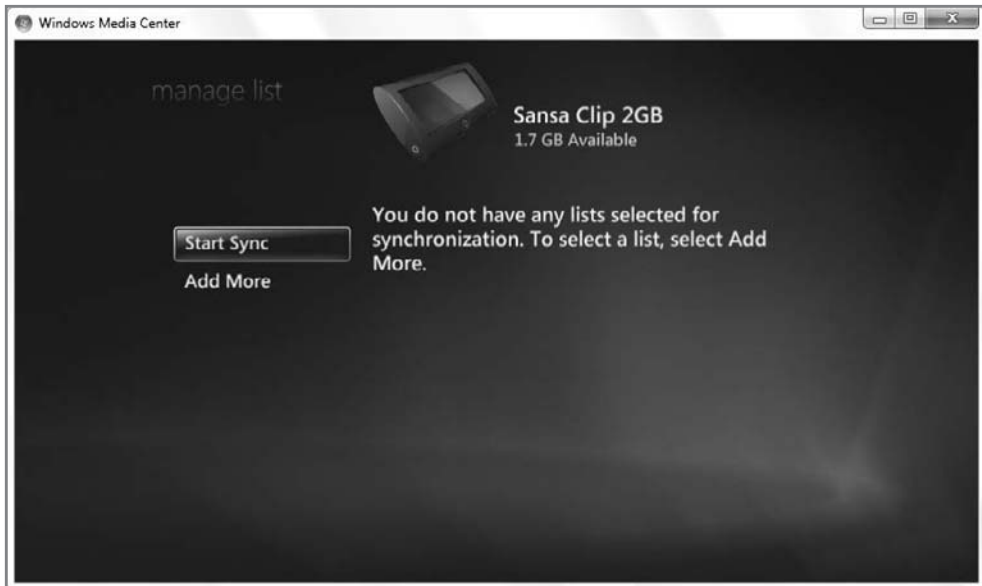 Windows Media Center
manage list
Sansa Clip 2GB
1.7 GB Available
Start Sync
Add More
You do not have any lists selected for
synchronization. To select a list, select Add
More.